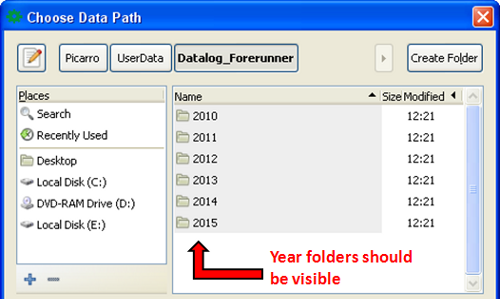 Choose Data Path
Picarro UserData Datalog_Forerunner Create Folder
Places
Search
Recently Used
Desktop
Local Disk (C:)
DVD-RAM Drive (D:)
Local Disk (E:)
Name Size Modified
2010 12:21
2011 12:21
2012 12:21
2013 12:21
2014 12:21
2015 12:21
Year folders should
be visible